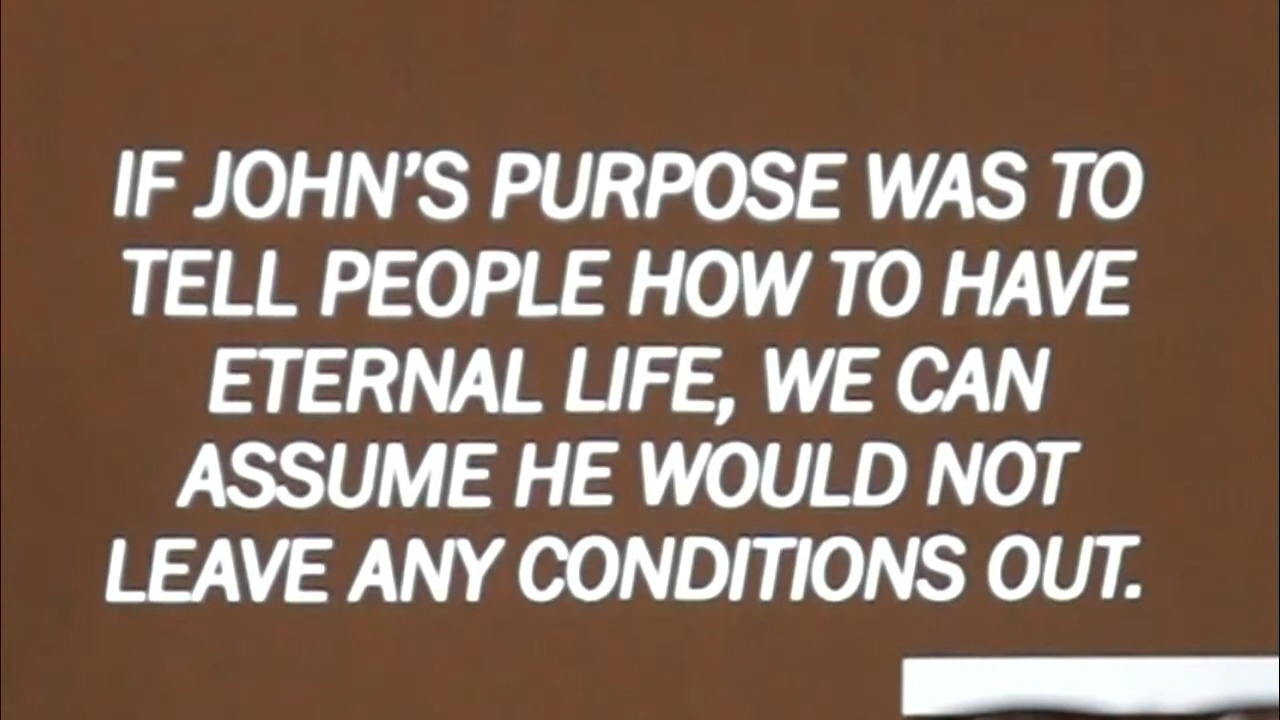 IF JOHN’S PURPOSE WAS TO
TELL PEOPLE HOW TO HAVE
ETERNAL LIFE, WE CAN
ASSUME HE WOULD NOT
LEAVE ANY CONDITIONS OUT.